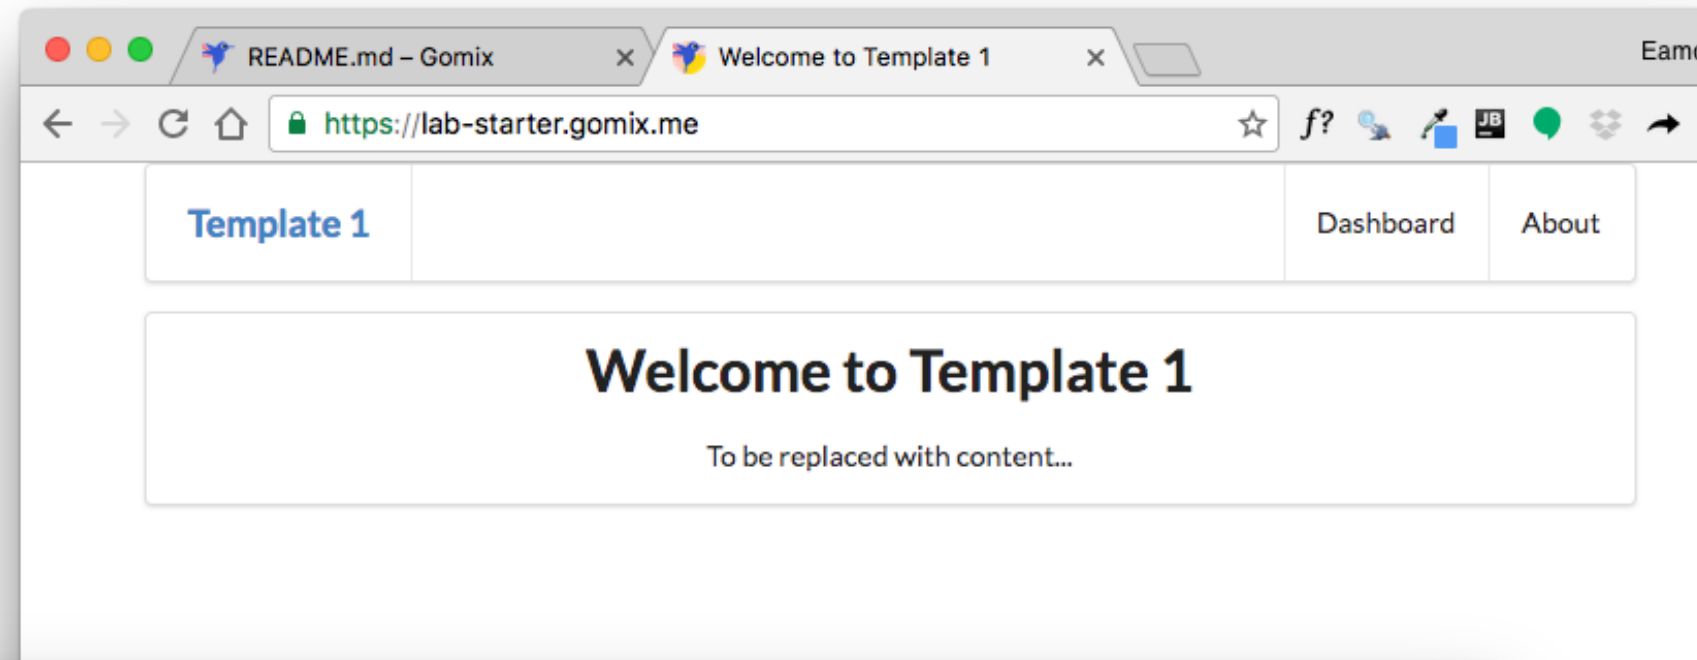 README.md – Gomix
Welcome to Template 1
https://lab-starter.gomix.me
f?
JB
Template 1
Dashboard
About
Welcome to Template 1
To be replaced with content...